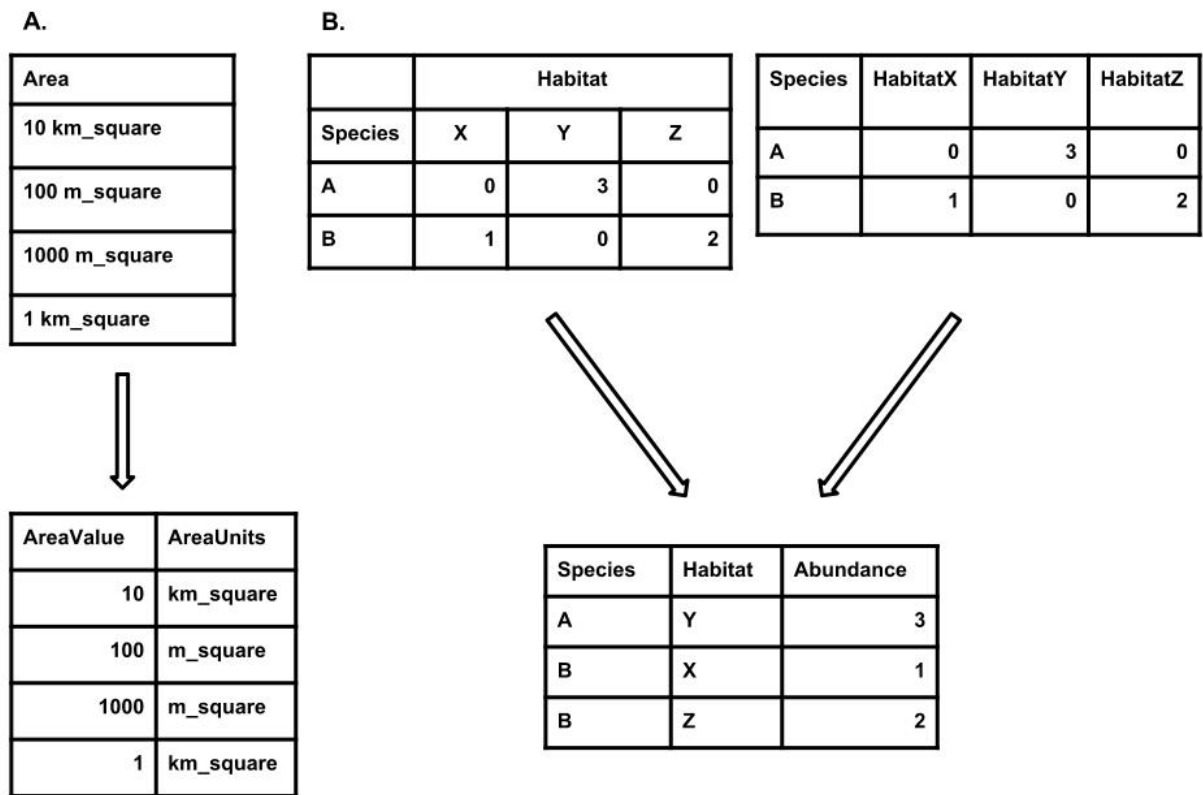 A.
Area
10 km_square
100 m_square
1000 m_square
1 km_square
AreaValue AreaUnits
10 km_square
100 m_square
1000 m_square
1 km_square
B.
Habitat
Species X Y Z
A 0 3 0
B 1 0 2
Species HabitatX HabitatY HabitatZ
A 0 3 0
B 1 0 2
Species Habitat Abundance
A Y 3
B X 1
B Z 2